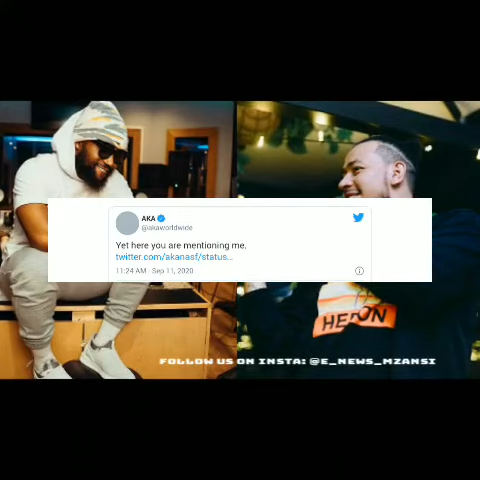 AKA
@akaworldwide
Yet here you are mentioning me.
twitter.com/akanasf/status...
11:24 AM · Sep 11, 2020
HERON
FOLLOW US ON INSTA: @E_NEWS_MZANSI